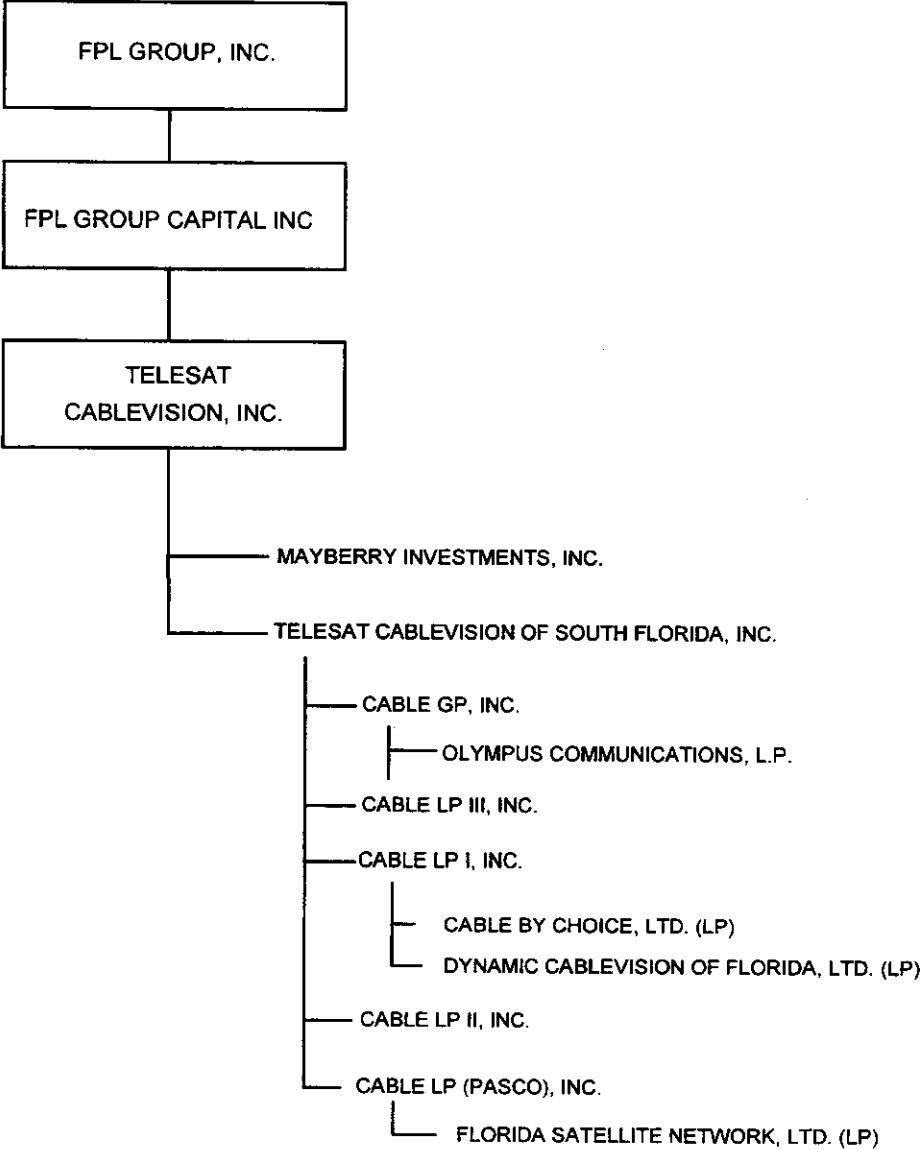 FPL GROUP, INC.
FPL GROUP CAPITAL INC
TELESAT
CABLEVISION, INC.
MAYBERRY INVESTMENTS, INC.
TELESAT CABLEVISION OF SOUTH FLORIDA, INC.
CABLE GP, INC.
OLYMPUS COMMUNICATIONS, L.P.
CABLE LP III, INC.
CABLE LP I, INC.
CABLE BY CHOICE, LTD. (LP)
DYNAMIC CABLEVISION OF FLORIDA, LTD. (LP)
CABLE LP II, INC.
CABLE LP (PASCO), INC.
FLORIDA SATELLITE NETWORK, LTD. (LP)